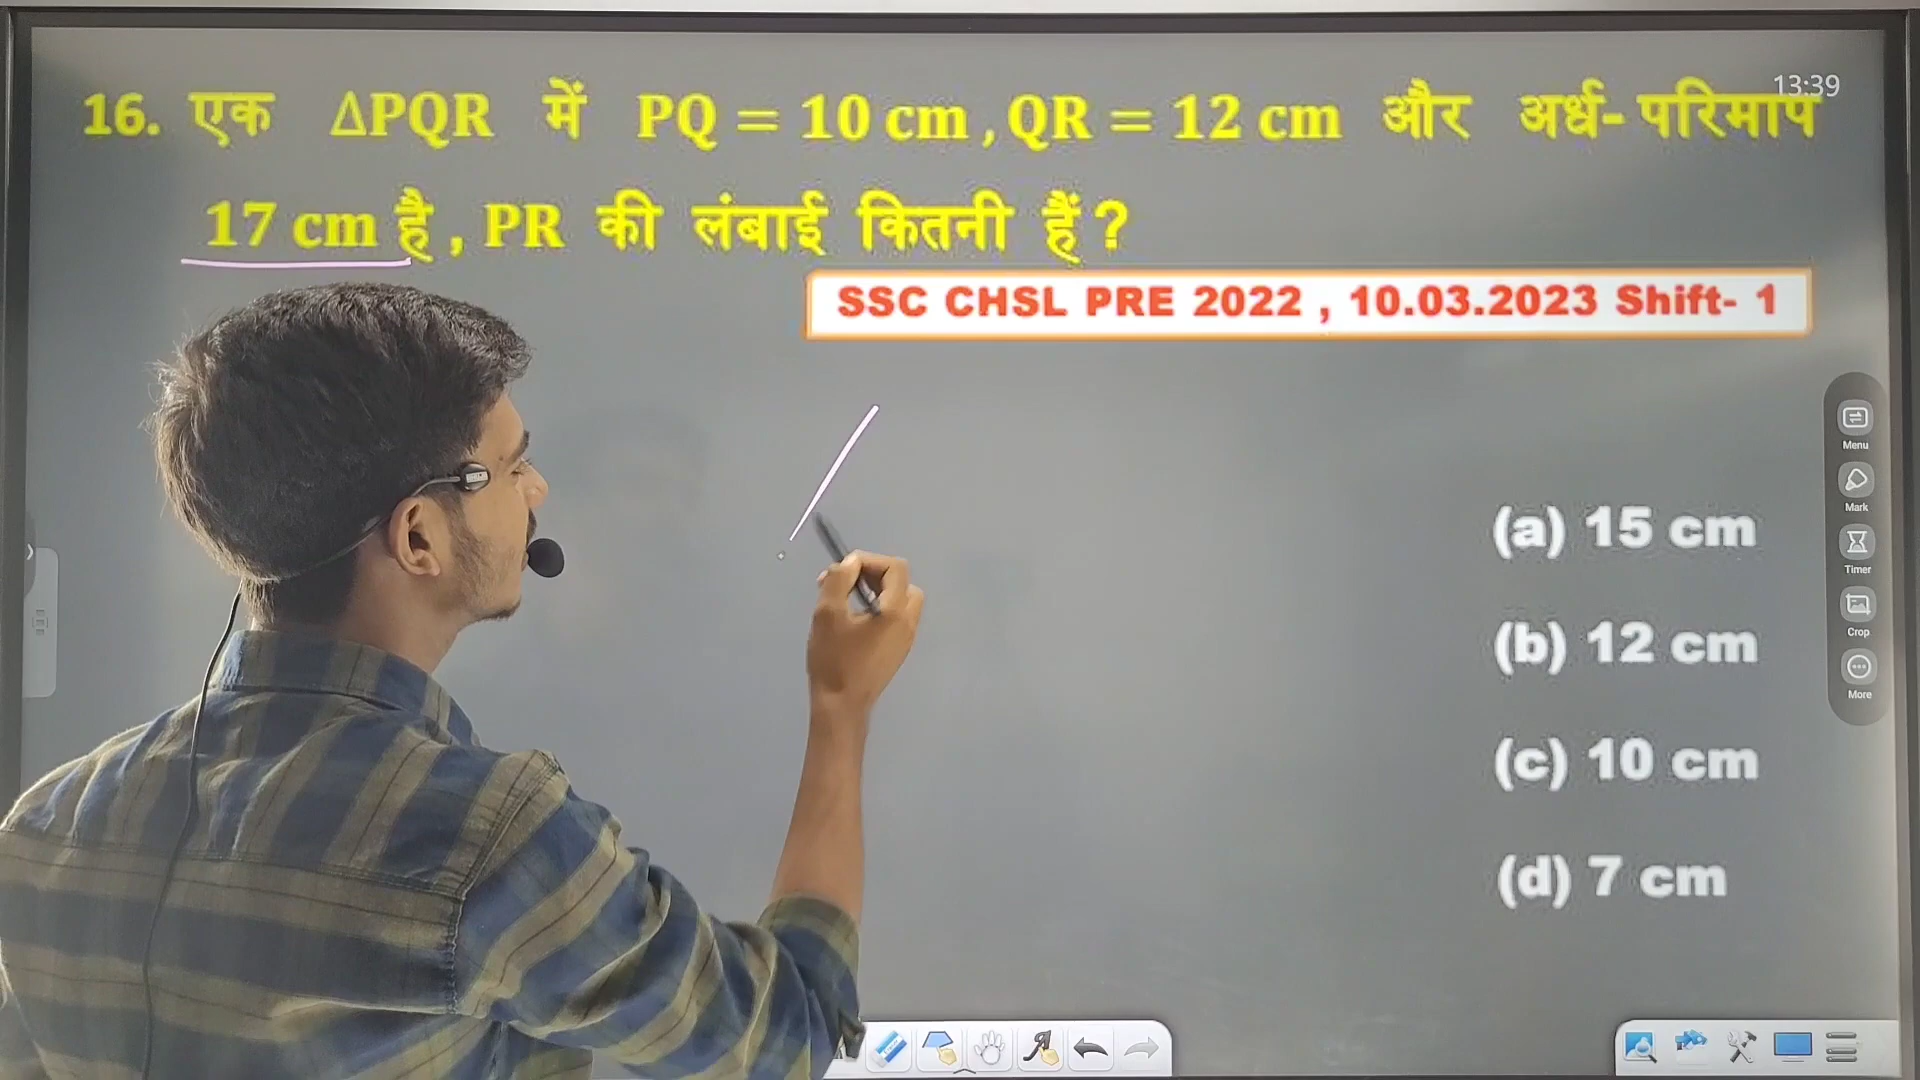 13:39
16. एक ΔPQR में PQ = 10 cm, QR = 12 cm और अर्ध-परिमाप
17 cm है, PR की लंबाई कितनी हैं ?
SSC CHSL PRE 2022 , 10.03.2023 Shift- 1
(a) 15 cm
(b) 12 cm
(c) 10 cm
(d) 7 cm
Menu
Mark
Timer
Crop
More